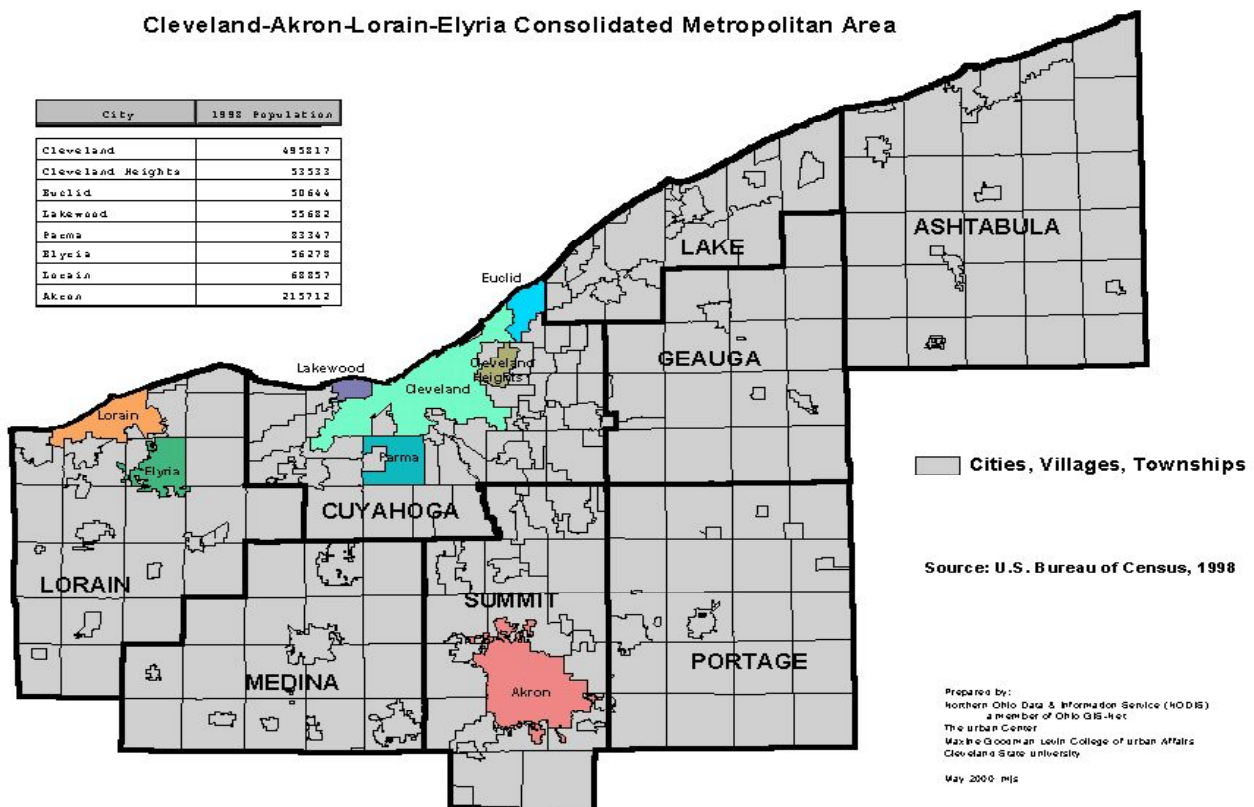 Cleveland-Akron-Lorain-Elyria Consolidated Metropolitan Area
City 1998 Population
Cleveland 495817
Cleveland Heights 53533
Euclid 50644
Lakewood 55682
Parma 83347
Elyria 56278
Lorain 68857
Akron 215712
ASHTABULA
LAKE
Euclid
GEAUGA
Lakewood
Cleveland
Heights
Cleveland
Lorain
Parma
Elyria
Cities, Villages, Townships
CUYAHOGA
Source: U.S. Bureau of Census, 1998
LORAIN
SUMMIT
PORTAGE
MEDINA
Akron
Prepared by:
Northern Ohio Data & Information Service (NODIS)
a member of Ohio GIS-Net
The Urban Center
Maxine Goodman Levin College of Urban Affairs
Cleveland State University
May 2000 mjs